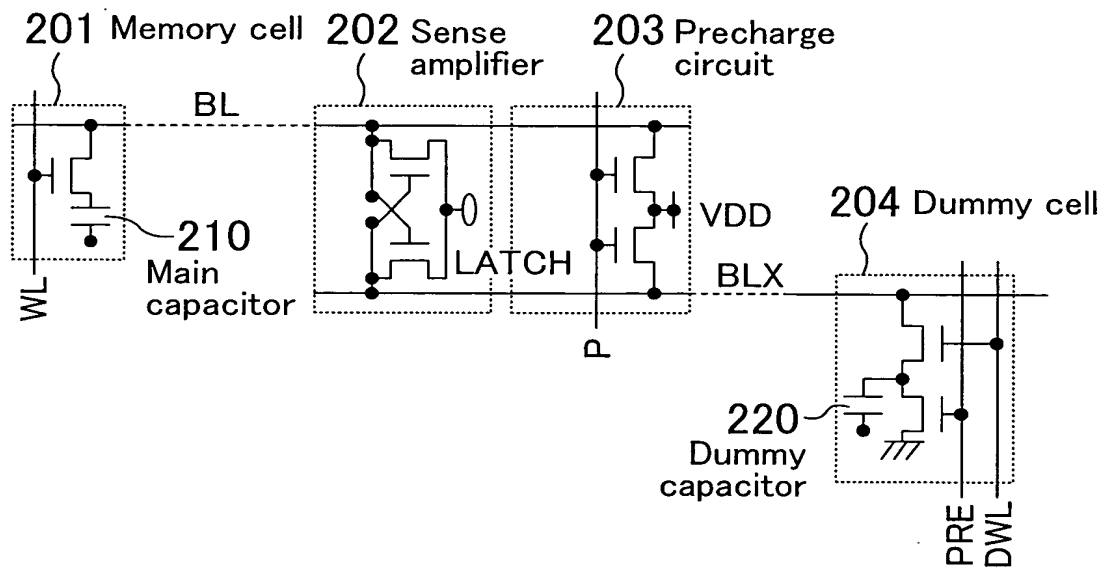 201 Memory cell
202 Sense
amplifier
203 Precharge
circuit
BL
210
Main
capacitor
WL
LATCH
VDD
P
BLX
204 Dummy cell
220
Dummy
capacitor
PRE
DWL